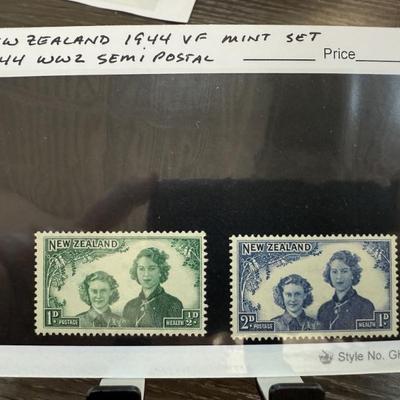 EW ZEALAND 1944 VF MINT SET
44 WW2 SEMI POSTAL Price
NEW ZEALAND
1D POSTAGE HEALTH 1/2D
NEW ZEALAND
2D POSTAGE HEALTH 1D
Style No. G